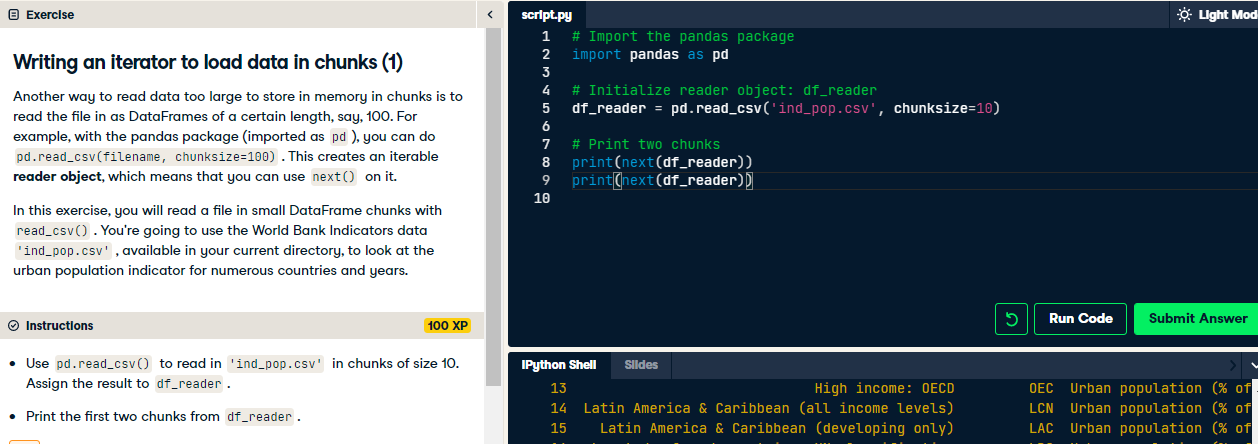 Exercise
Writing an iterator to load data in chunks (1)
Another way to read data too large to store in memory in chunks is to
read the file in as DataFrames of a certain length, say, 100. For
example, with the pandas package (imported as pd ), you can do
pd.read_csv(filename, chunksize=100) . This creates an iterable
reader object, which means that you can use next() on it.
In this exercise, you will read a file in small DataFrame chunks with
read_csv() . You're going to use the World Bank Indicators data
'ind_pop.csv' , available in your current directory, to look at the
urban population indicator for numerous countries and years.
Instructions
100 XP
• Use pd.read_csv() to read in 'ind_pop.csv' in chunks of size 10.
Assign the result to df_reader .
• Print the first two chunks from df_reader .
script.py
Light Mod
1 # Import the pandas package
2 import pandas as pd
3
4 # Initialize reader object: df_reader
5 df_reader = pd.read_csv('ind_pop.csv', chunksize=10)
6
7 # Print two chunks
8 print(next(df_reader))
9 print(next(df_reader))
10
Run Code
Submit Answer
IPython Shell
Slides
13 High income: OECD OEC Urban population (% of
14 Latin America & Caribbean (all income levels) LCN Urban population (% of
15 Latin America & Caribbean (developing only) LAC Urban population (% of